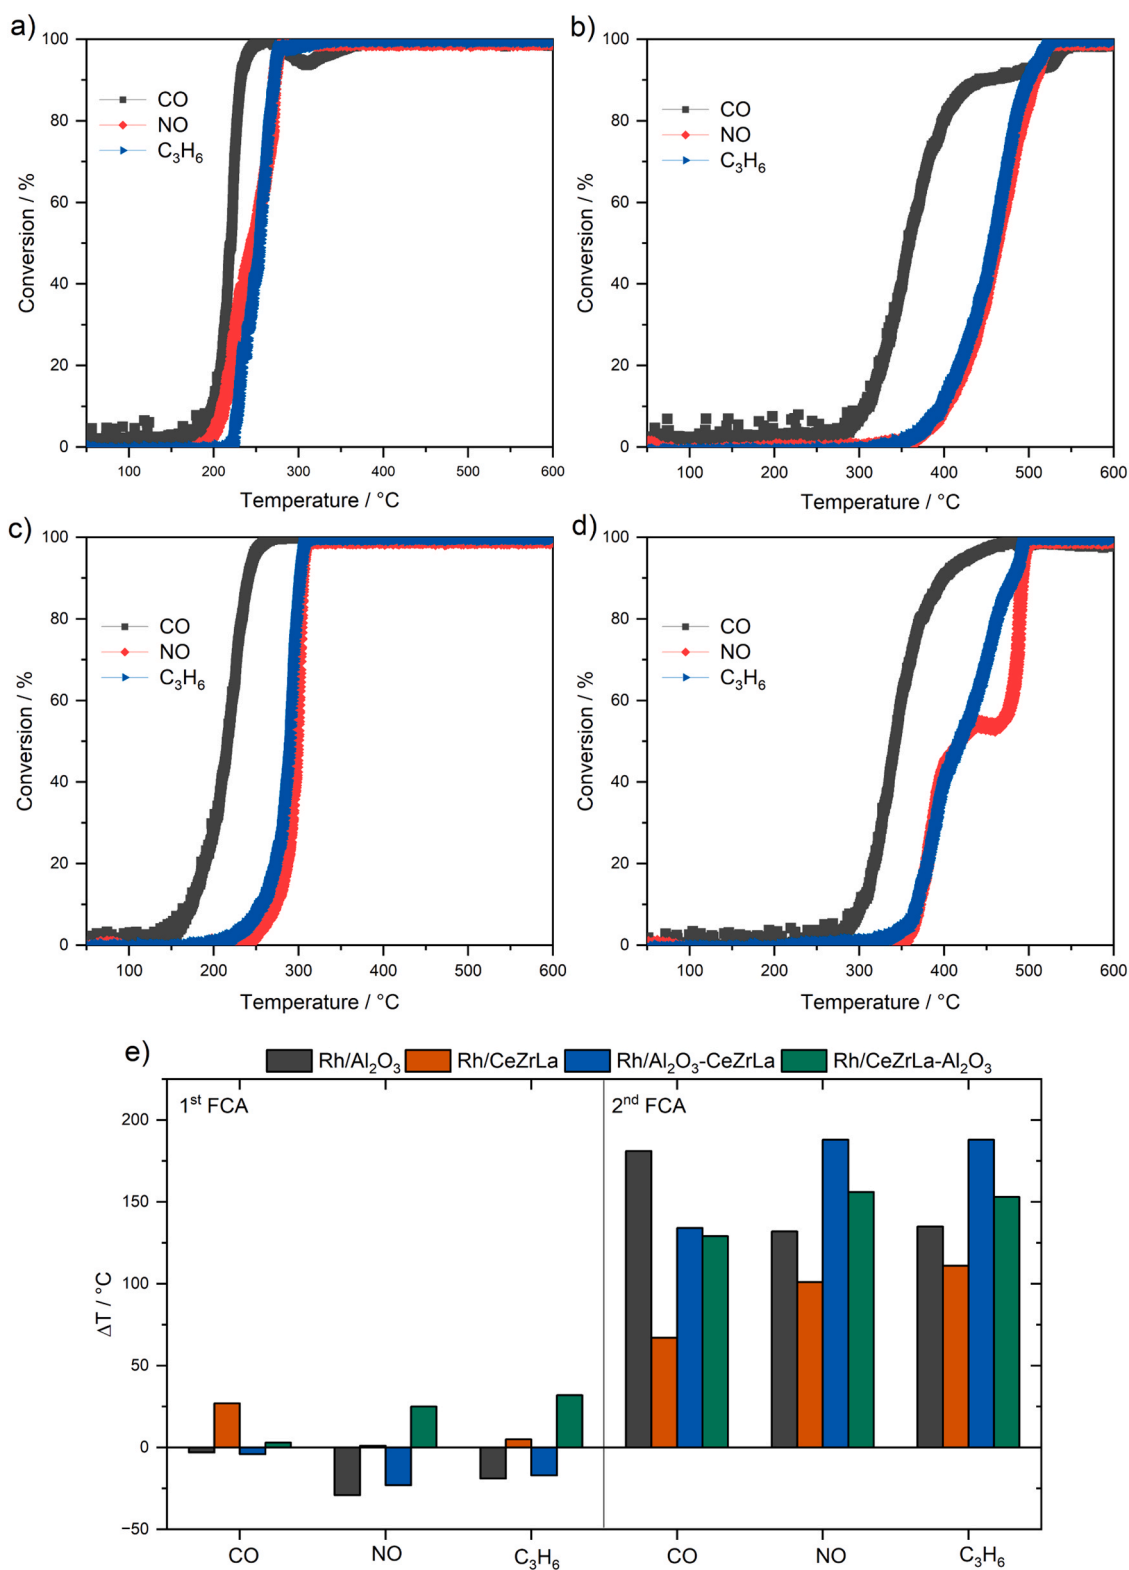 a)
100
80
60
40
20
0
Conversion / %
CO
NO
C₃H₆
100 200 300 400 500 600
Temperature / °C
b)
100
80
60
40
20
0
Conversion / %
CO
NO
C₃H₆
100 200 300 400 500 600
Temperature / °C
c)
100
80
60
40
20
0
Conversion / %
CO
NO
C₃H₆
100 200 300 400 500 600
Temperature / °C
d)
100
80
60
40
20
0
Conversion / %
CO
NO
C₃H₆
100 200 300 400 500 600
Temperature / °C
e)
Rh/Al₂O₃ Rh/CeZrLa Rh/Al₂O₃-CeZrLa Rh/CeZrLa-Al₂O₃
1ˢᵗ FCA 2ⁿᵈ FCA
200
150
100
50
0
−50
ΔT / °C
CO NO C₃H₆ CO NO C₃H₆